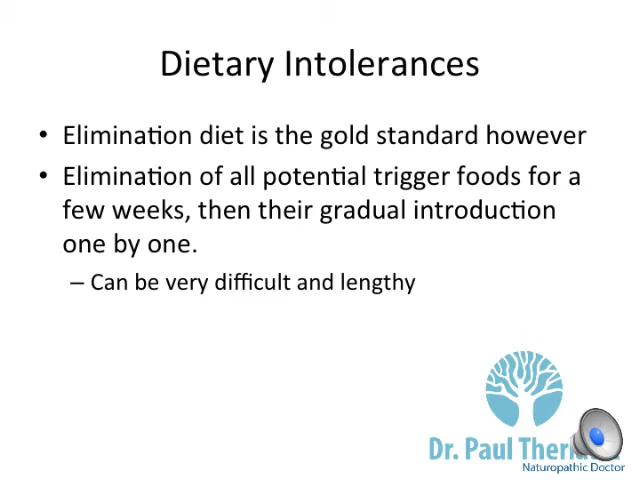 Dietary Intolerances
• Elimination diet is the gold standard however
• Elimination of all potential trigger foods for a
few weeks, then their gradual introduction
one by one.
– Can be very difficult and lengthy
Dr. Paul
Naturopathic Doctor